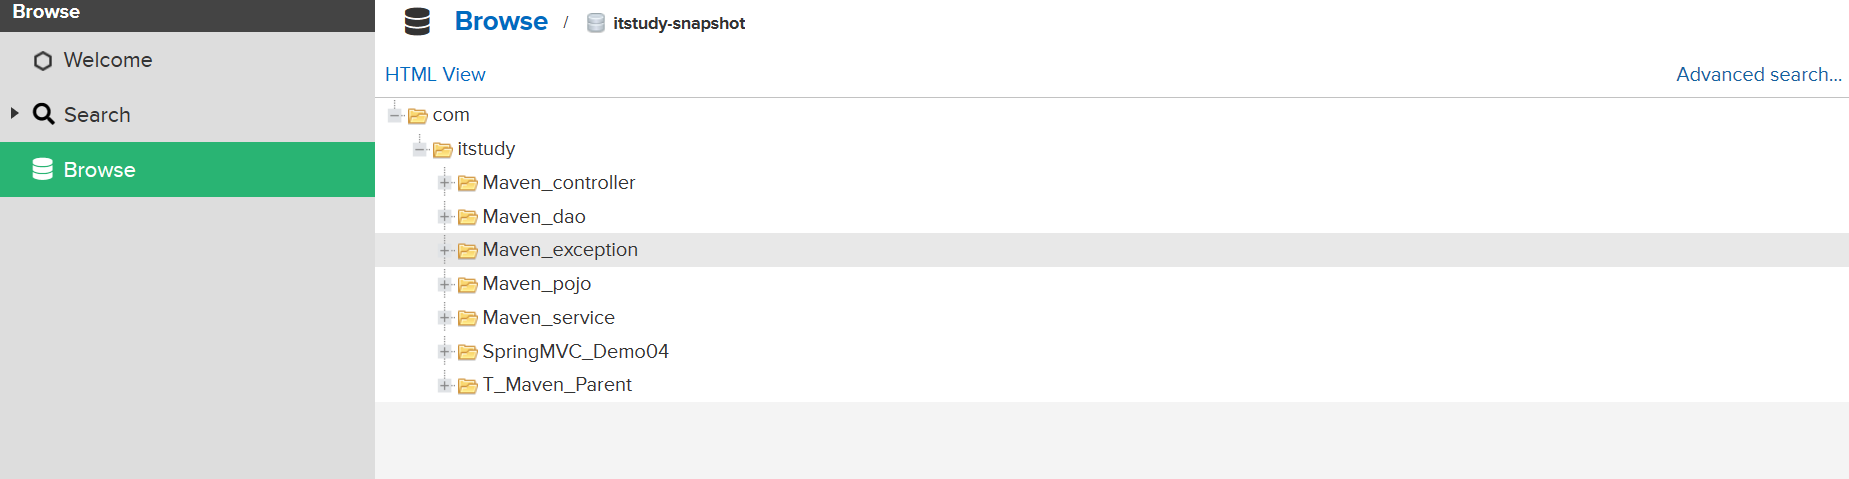 Browse
Welcome
Search
Browse
Browse / itstudy-snapshot
HTML View
Advanced search...
com
itstudy
Maven_controller
Maven_dao
Maven_exception
Maven_pojo
Maven_service
SpringMVC_Demo04
T_Maven_Parent